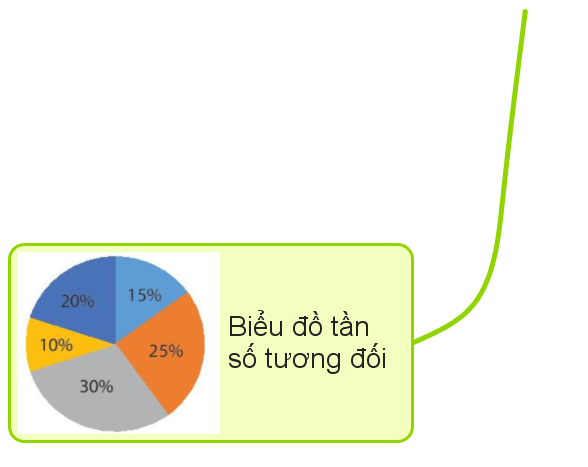 20%
15%
10%
25%
30%
Biểu đồ tần
số tương đối